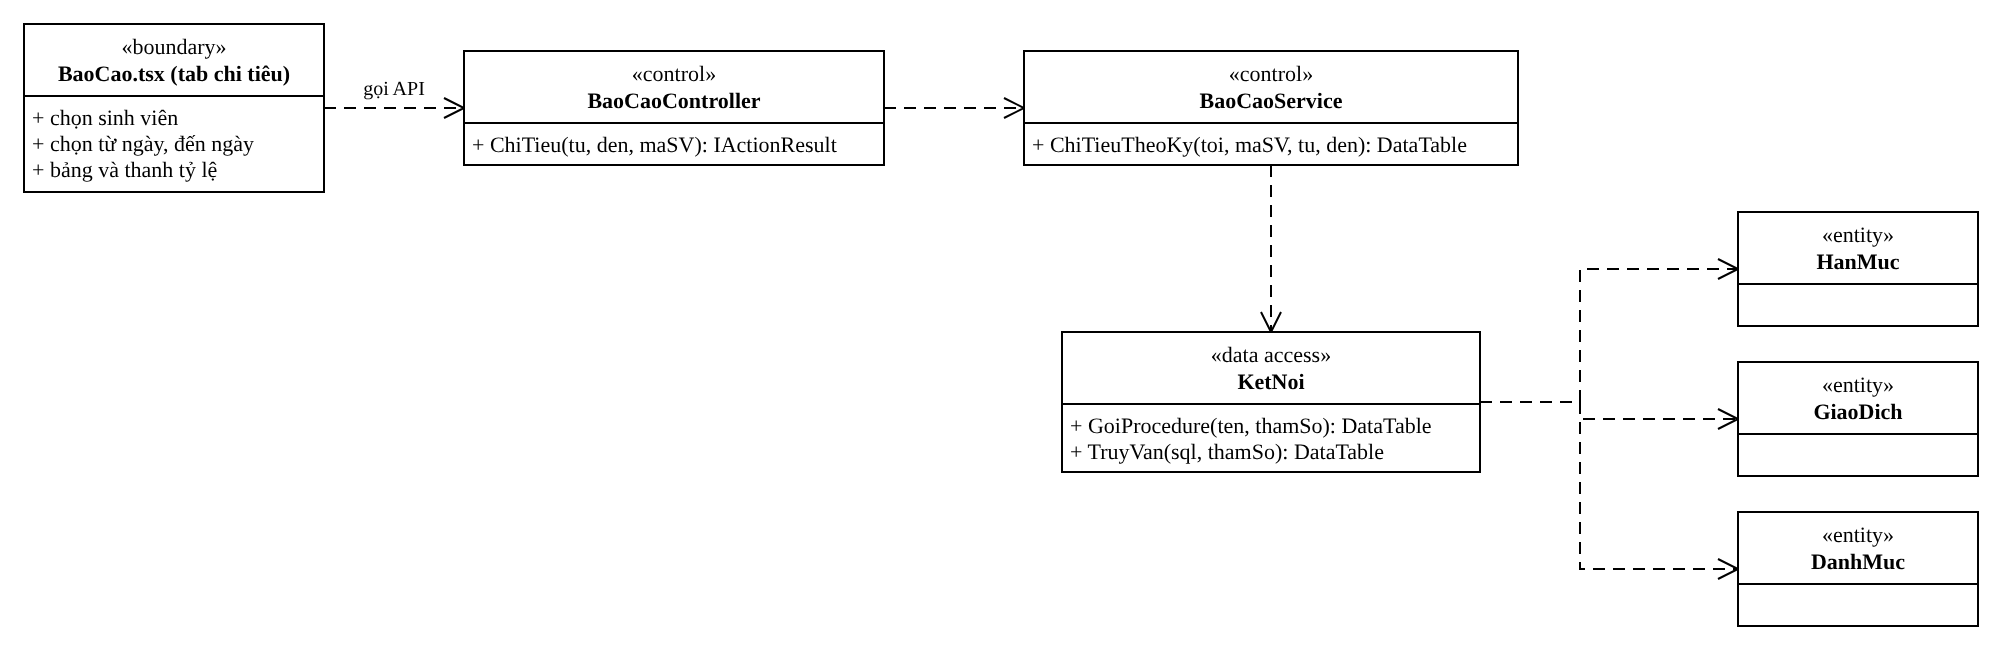 «boundary»
BaoCao.tsx (tab chi tiêu)
+ chọn sinh viên
+ chọn từ ngày, đến ngày
+ bảng và thanh tỷ lệ
gọi API
«control»
BaoCaoController
+ ChiTieu(tu, den, maSV): IActionResult
«control»
BaoCaoService
+ ChiTieuTheoKy(toi, maSV, tu, den): DataTable
«data access»
KetNoi
+ GoiProcedure(ten, thamSo): DataTable
+ TruyVan(sql, thamSo): DataTable
«entity»
HanMuc
«entity»
GiaoDich
«entity»
DanhMuc